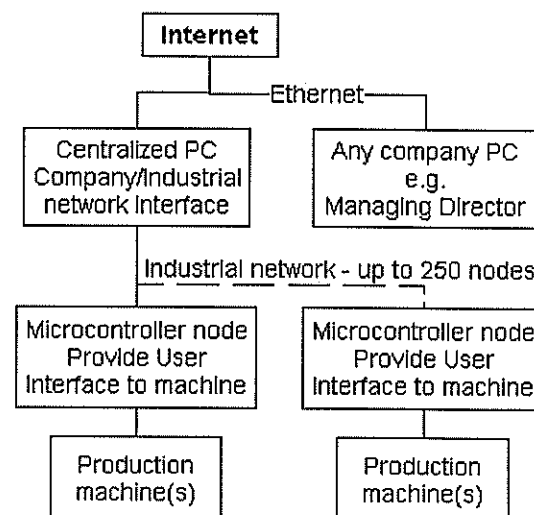 Internet
Ethernet
Centralized PC
Company/Industrial
network Interface
Any company PC
e.g.
Managing Director
Industrial network - up to 250 nodes
Microcontroller node
Provide User
Interface to machine
Microcontroller node
Provide User
Interface to machine
Production
machine(s)
Production
machine(s)